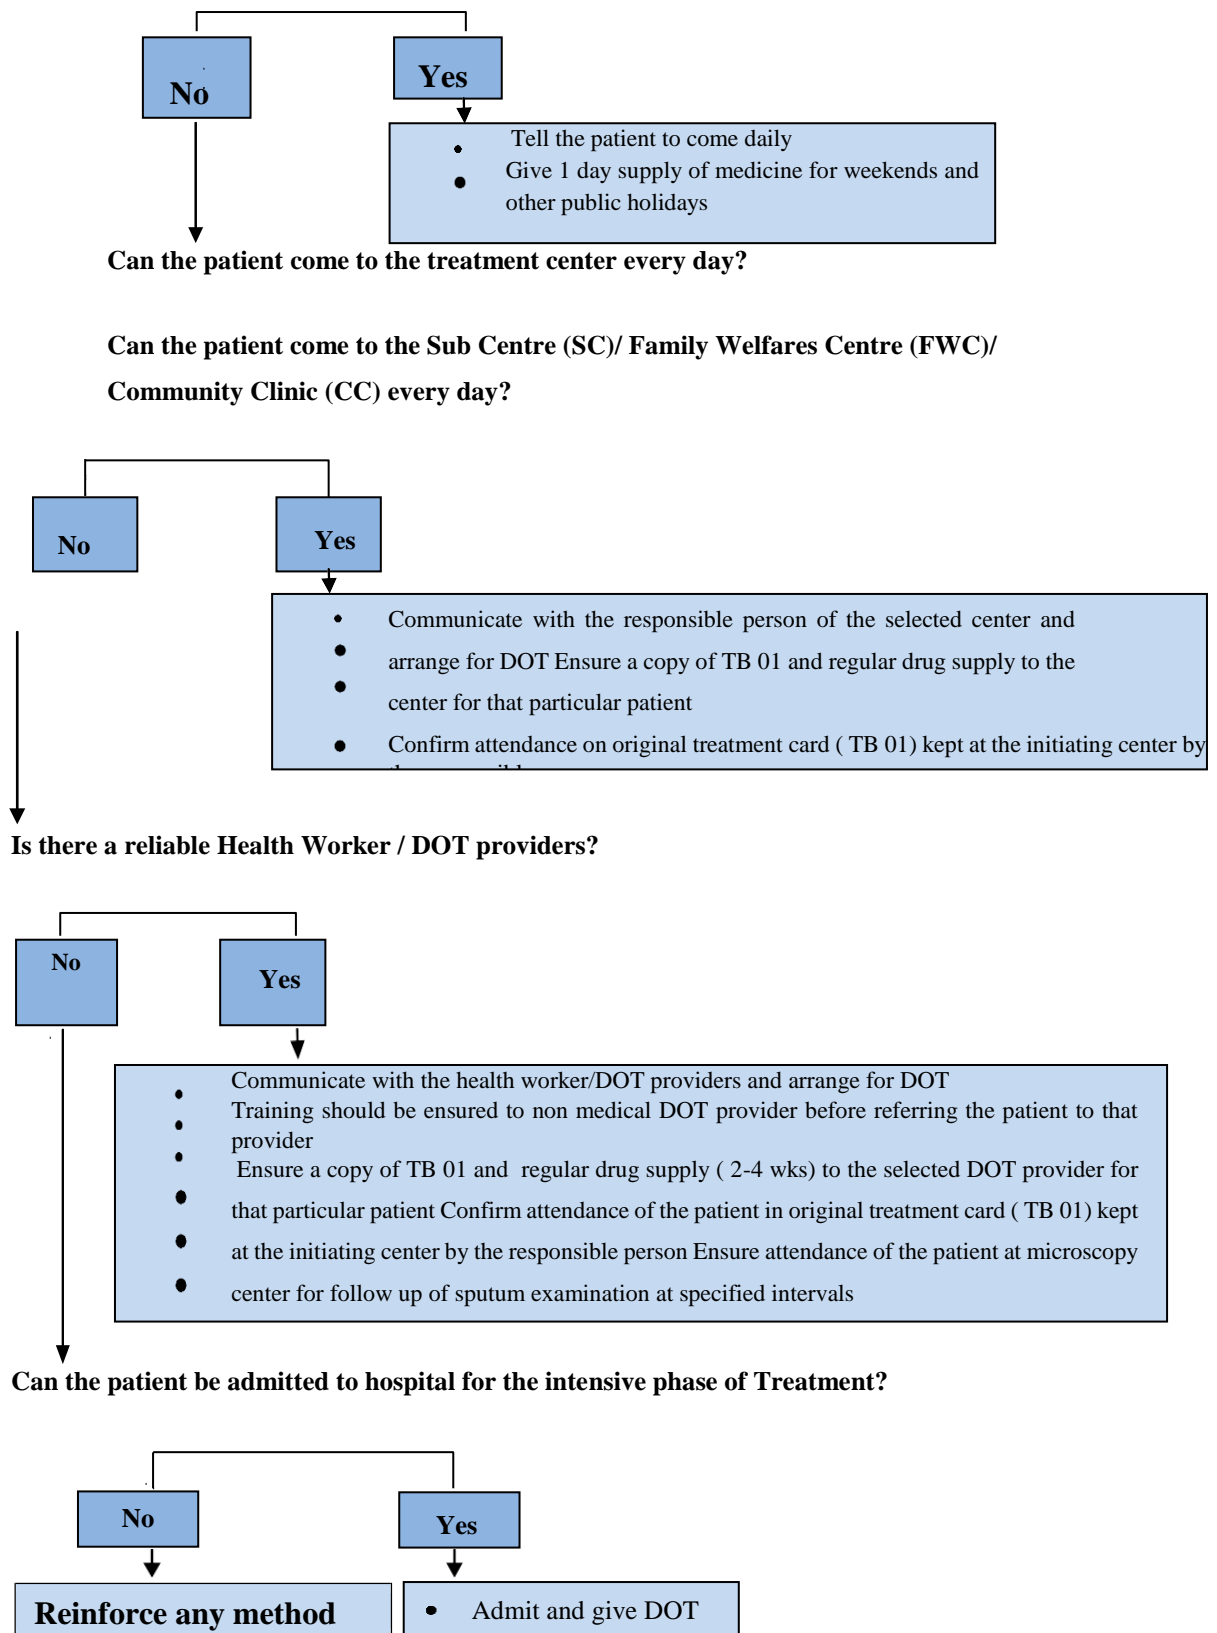 No
Yes
Tell the patient to come daily
Give 1 day supply of medicine for weekends and
other public holidays
Can the patient come to the treatment center every day?
Can the patient come to the Sub Centre (SC)/ Family Welfares Centre (FWC)/
Community Clinic (CC) every day?
No
Yes
Communicate with the responsible person of the selected center and
arrange for DOT Ensure a copy of TB 01 and regular drug supply to the
center for that particular patient
Confirm attendance on original treatment card ( TB 01) kept at the initiating center by
Is there a reliable Health Worker / DOT providers?
No
Yes
Communicate with the health worker/DOT providers and arrange for DOT
Training should be ensured to non medical DOT provider before referring the patient to that
provider
Ensure a copy of TB 01 and regular drug supply ( 2-4 wks) to the selected DOT provider for
that particular patient Confirm attendance of the patient in original treatment card ( TB 01) kept
at the initiating center by the responsible person Ensure attendance of the patient at microscopy
center for follow up of sputum examination at specified intervals
Can the patient be admitted to hospital for the intensive phase of Treatment?
No
Yes
Reinforce any method
Admit and give DOT